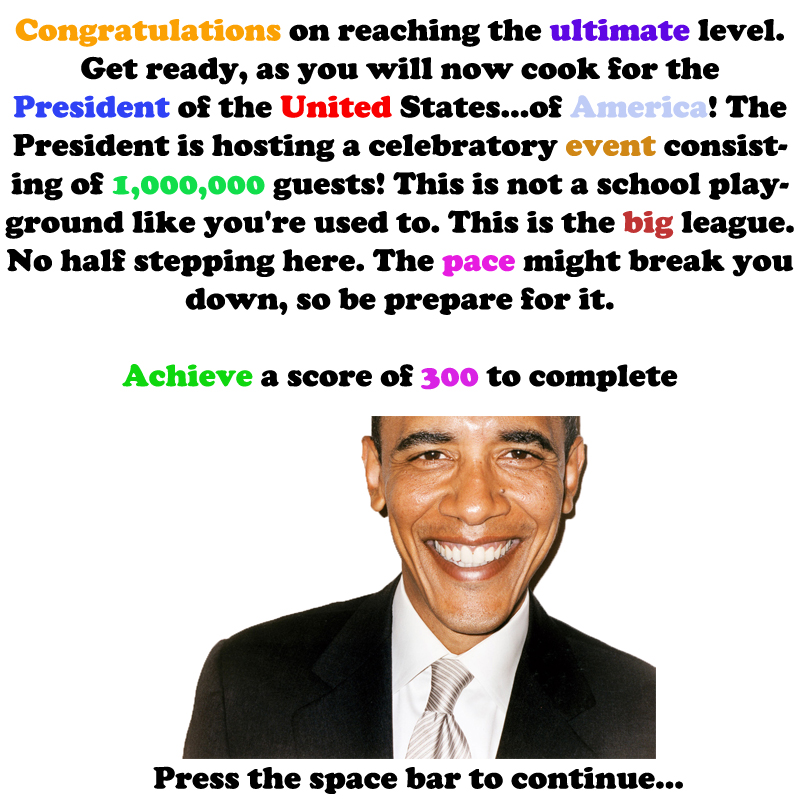 Congratulations on reaching the ultimate level.
Get ready, as you will now cook for the
President of the United States...of America! The
President is hosting a celebratory event consist-
ing of 1,000,000 guests! This is not a school play-
ground like you're used to. This is the big league.
No half stepping here. The pace might break you
down, so be prepare for it.
Achieve a score of 300 to complete
Press the space bar to continue...